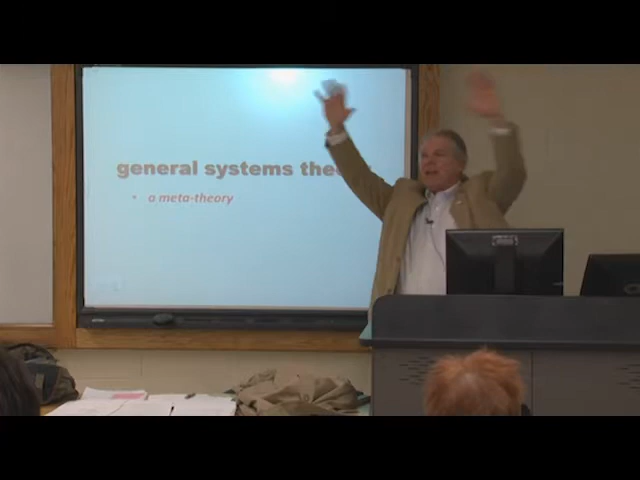 general systems the
• a meta-theory